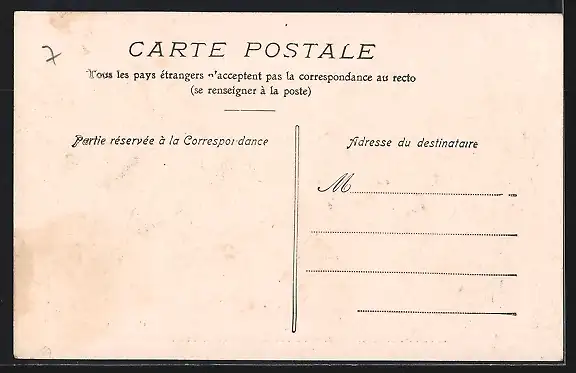 7
CARTE POSTALE
Tous les pays étrangers n'acceptent pas la correspondance au recto
(se renseigner à la poste)
Partie réservée à la Correspondance
Adresse du destinataire
M